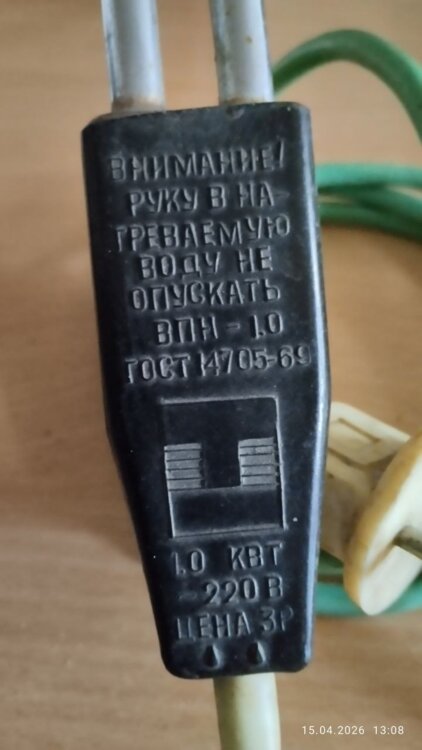 ВНИМАНИЕ!
РУКУ В НА-
ГРЕВАЕМУЮ
ВОДУ НЕ
ОПУСКАТЬ
ВПН - 1.0
ГОСТ 14705-69
1.0 КВТ
~220 В
ЦЕНА 3Р
15.04.2026 13:08